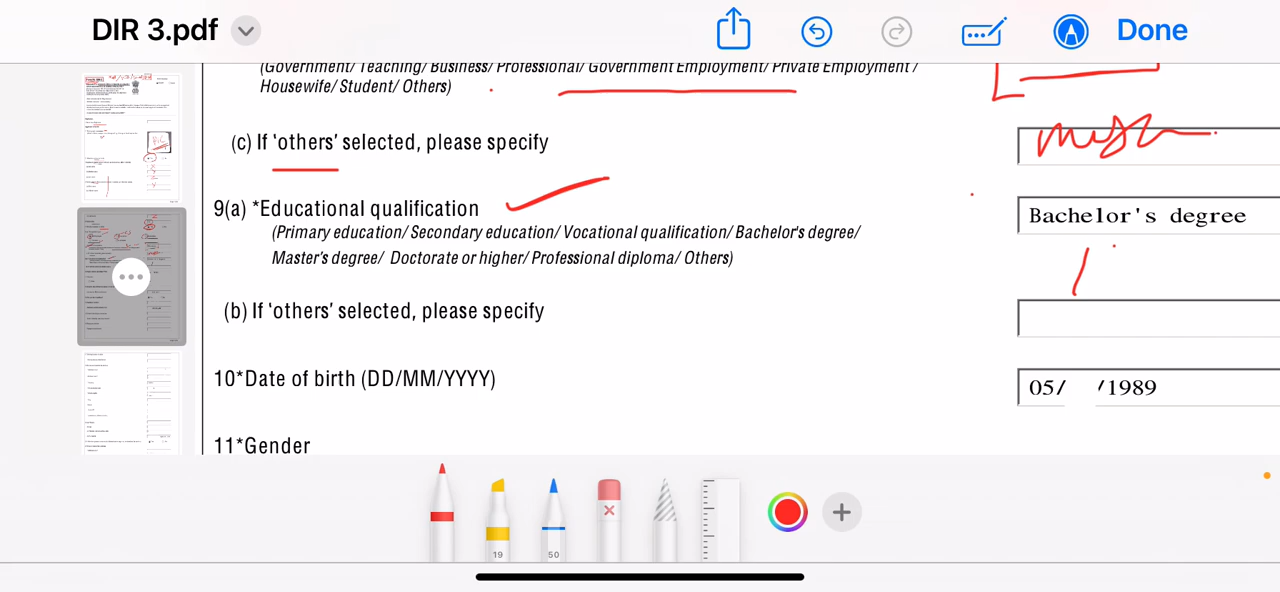 DIR 3.pdf
Done
(Government/ Teaching/ Business/ Professional/ Government Employment/ Private Employment /
Housewife/ Student/ Others)
(c) If ‘others’ selected, please specify
9(a) *Educational qualification
Bachelor's degree
(Primary education/ Secondary education/ Vocational qualification/ Bachelor's degree/
Master's degree/ Doctorate or higher/ Professional diploma/ Others)
(b) If ‘others’ selected, please specify
10*Date of birth (DD/MM/YYYY)
05/ /1989
11*Gender
19
50